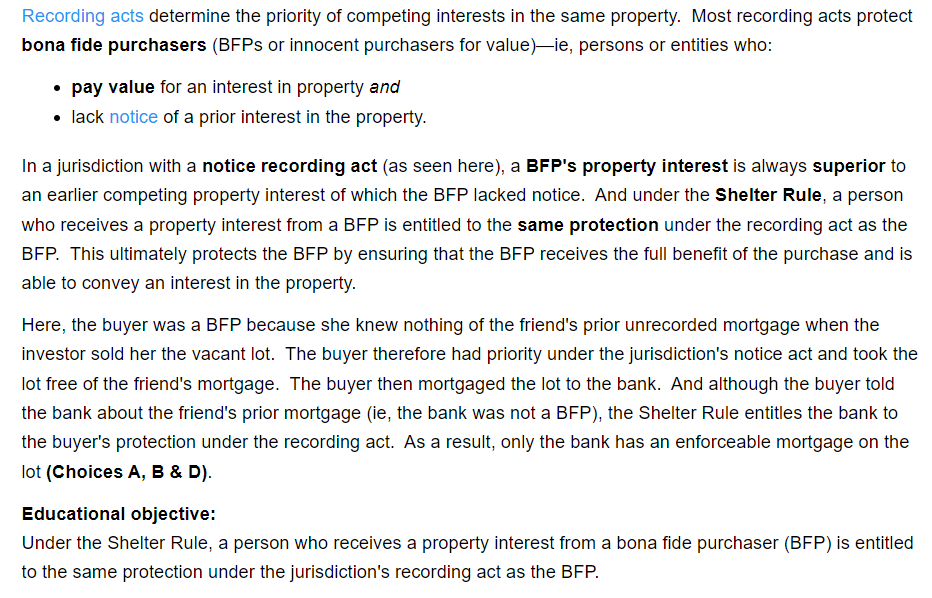 Recording acts determine the priority of competing interests in the same property.  Most recording acts protect
bona fide purchasers (BFPs or innocent purchasers for value)—ie, persons or entities who:
• pay value for an interest in property and
• lack notice of a prior interest in the property.
In a jurisdiction with a notice recording act (as seen here), a BFP's property interest is always superior to
an earlier competing property interest of which the BFP lacked notice.  And under the Shelter Rule, a person
who receives a property interest from a BFP is entitled to the same protection under the recording act as the
BFP.  This ultimately protects the BFP by ensuring that the BFP receives the full benefit of the purchase and is
able to convey an interest in the property.
Here, the buyer was a BFP because she knew nothing of the friend's prior unrecorded mortgage when the
investor sold her the vacant lot.  The buyer therefore had priority under the jurisdiction's notice act and took the
lot free of the friend's mortgage.  The buyer then mortgaged the lot to the bank.  And although the buyer told
the bank about the friend's prior mortgage (ie, the bank was not a BFP), the Shelter Rule entitles the bank to
the buyer's protection under the recording act.  As a result, only the bank has an enforceable mortgage on the
lot (Choices A, B & D).
Educational objective:
Under the Shelter Rule, a person who receives a property interest from a bona fide purchaser (BFP) is entitled
to the same protection under the jurisdiction's recording act as the BFP.